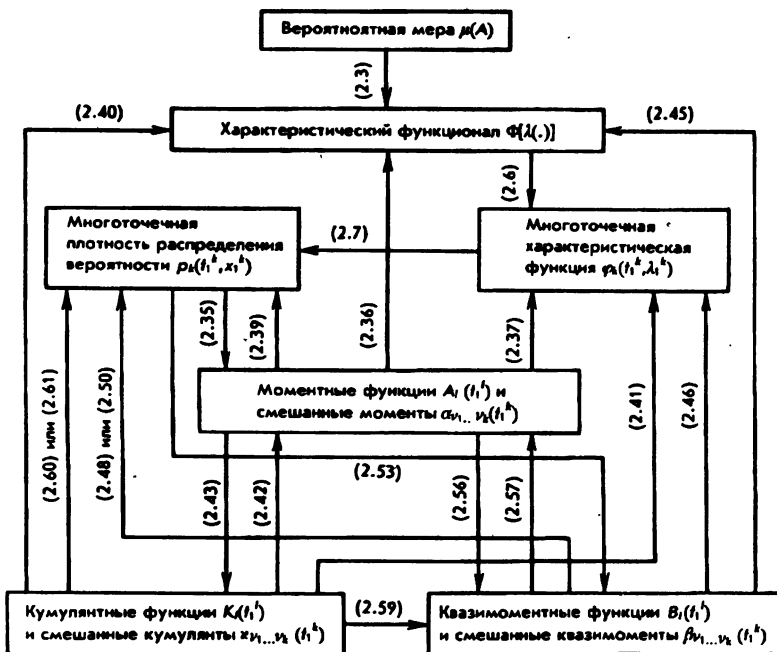 Вероятноятная мера μ(A)
(2.3)
(2.40)
(2.45)
Характеристический функционал Φ[λ(.)]
(2.6)
Многоточечная
плотность распределения
вероятности pₖ(t₁ᵏ, x₁ᵏ)
(2.7)
Многоточечная
характеристическая
функция φₖ(t₁ᵏ, λ₁ᵏ)
(2.35)
(2.39)
(2.36)
(2.37)
(2.60) или (2.61)
(2.48) или (2.50)
(2.41)
(2.46)
Моментные функции Aₗ (t₁ˡ) и
смешанные моменты αν₁.. νₖ(t₁ᵏ)
(2.53)
(2.43)
(2.42)
(2.56)
(2.57)
Кумулянтные функции Kₗ(t₁ˡ)
и смешанные кумулянты ϰν₁...νₖ (t₁ᵏ)
(2.59)
Квазимоментные функции Bₗ(t₁ˡ)
и смешанные квазимоменты βν₁...νₖ (t₁ᵏ)